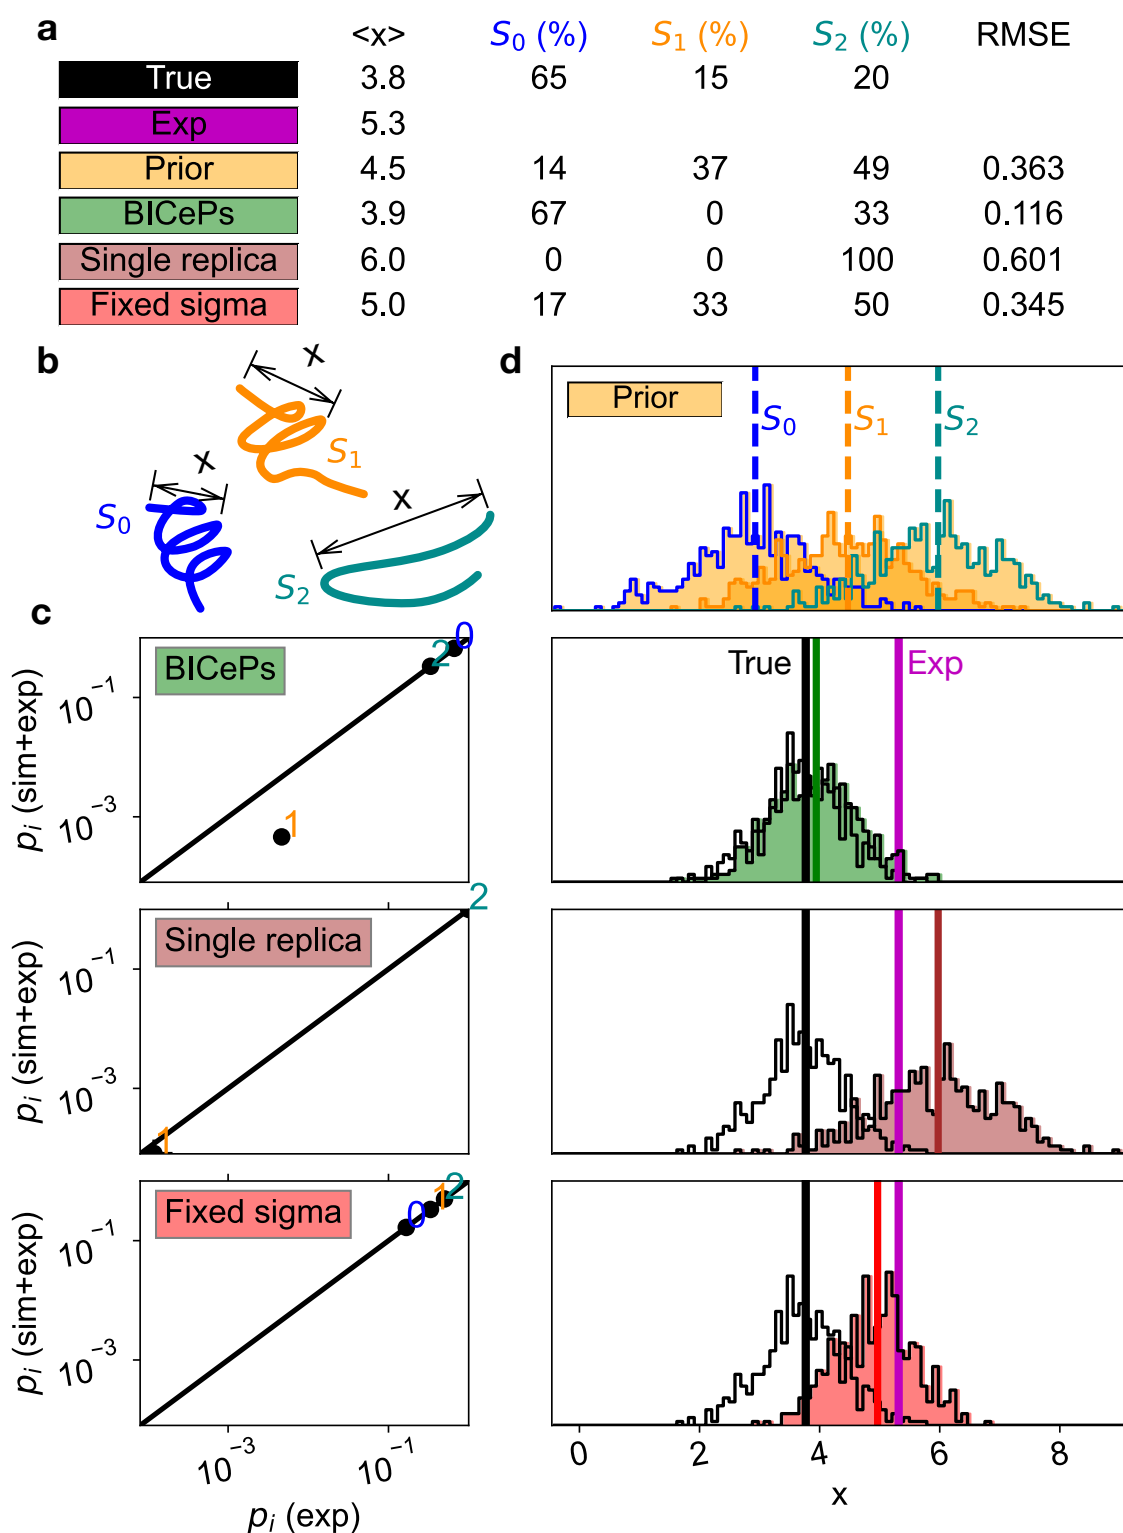 a <x> S₀ (%) S₁ (%) S₂ (%) RMSE
True 3.8 65 15 20
Exp 5.3
Prior 4.5 14 37 49 0.363
BICePs 3.9 67 0 33 0.116
Single replica 6.0 0 0 100 0.601
Fixed sigma 5.0 17 33 50 0.345
b
x
S₁
x
S₀
x
S₂
c
BICePs
0
2
1
10⁻¹
10⁻³
pᵢ (sim+exp)
Single replica
2
1
10⁻¹
10⁻³
pᵢ (sim+exp)
Fixed sigma
0
1
2
10⁻¹
10⁻³
pᵢ (sim+exp)
10⁻³ 10⁻¹
pᵢ (exp)
d
Prior
S₀ S₁ S₂
True Exp
0 2 4 6 8
x